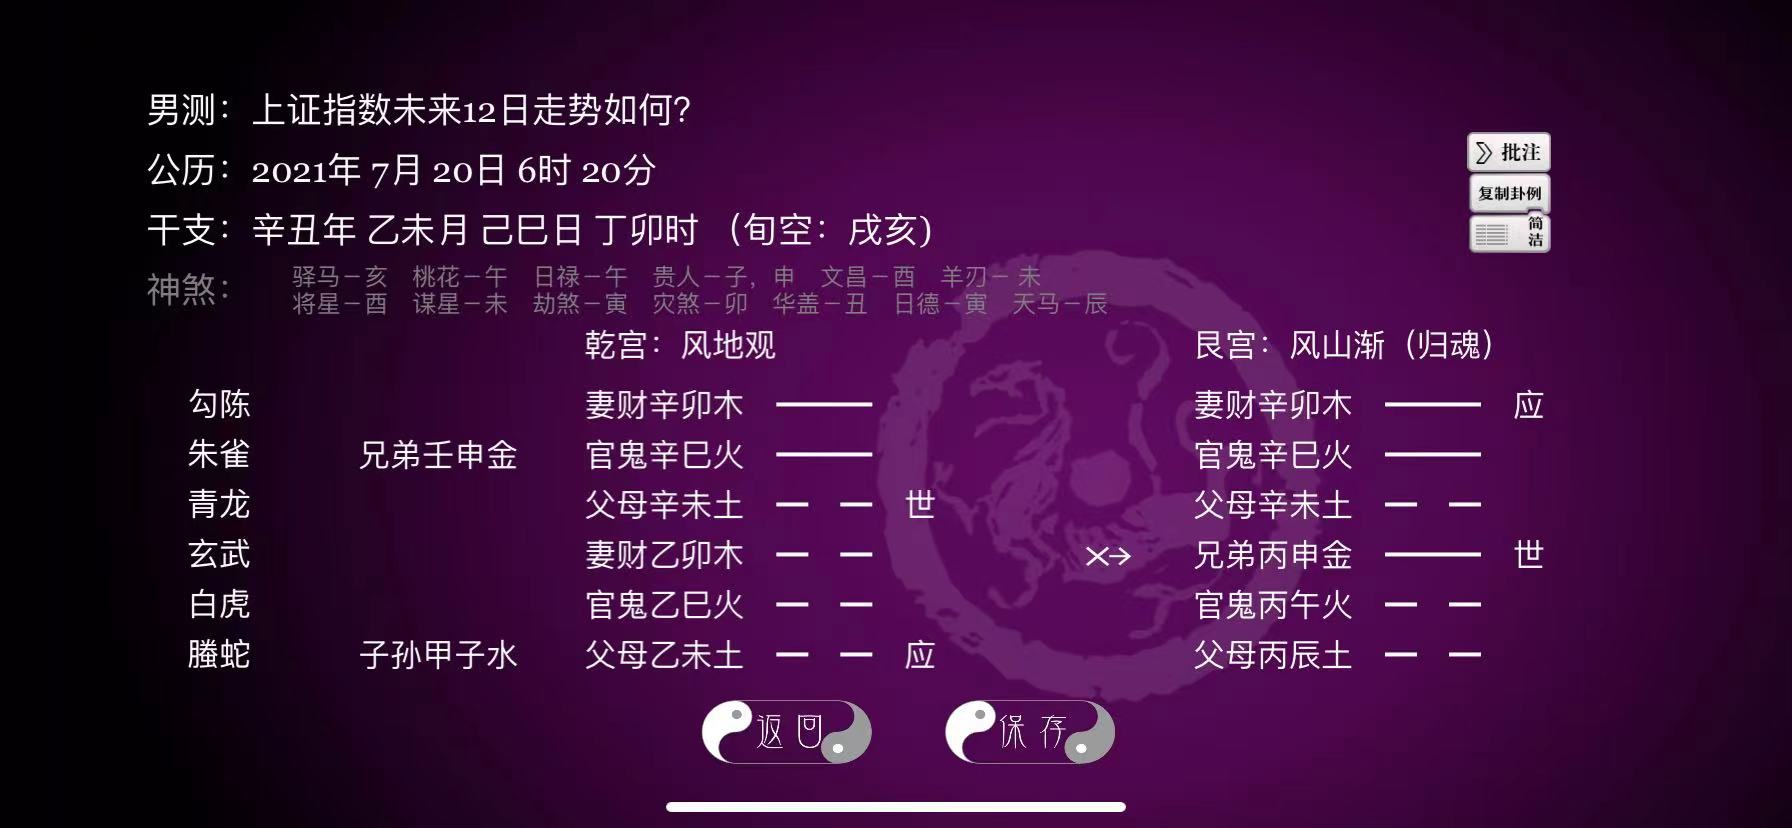 男测：上证指数未来12日走势如何？
公历：2021年 7月 20日 6时 20分
干支：辛丑年 乙未月 己巳日 丁卯时 （旬空：戌亥）
神煞：
驿马－亥 桃花－午 日禄－午 贵人－子，申 文昌－酉 羊刃－未
将星－酉 谋星－未 劫煞－寅 灾煞－卯 华盖－丑 日德－寅 天马－辰
批注
复制卦例
简洁
乾宫：风地观 艮宫：风山渐（归魂）
勾陈 妻财辛卯木 妻财辛卯木 应
朱雀 兄弟壬申金 官鬼辛巳火 官鬼辛巳火
青龙 父母辛未土 世 父母辛未土
玄武 妻财乙卯木 ×→ 兄弟丙申金 世
白虎 官鬼乙巳火 官鬼丙午火
螣蛇 子孙甲子水 父母乙未土 应 父母丙辰土
返回 保存